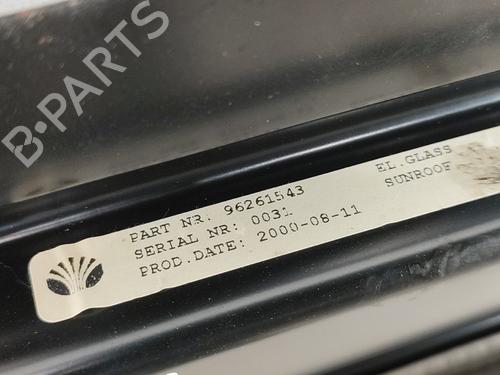 B-PARTS
PART NR: 96261543
SERIAL NR: 0031
PROD.DATE: 2000-08-11
EL.GLASS
SUNROOF